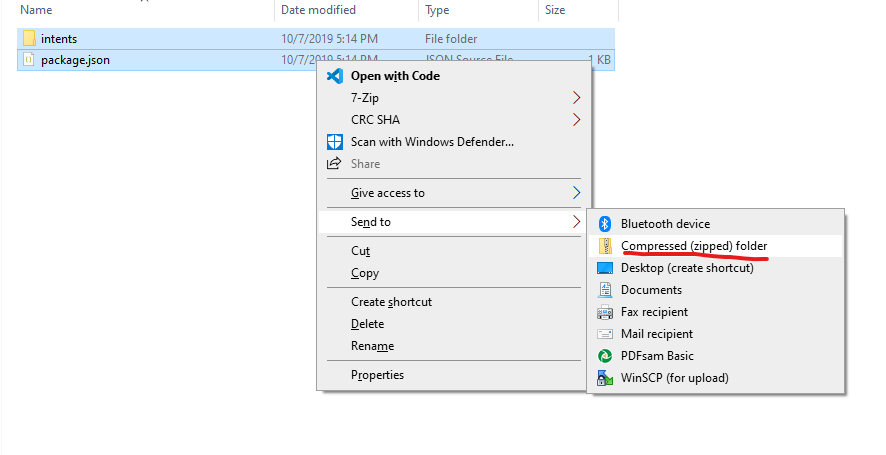 Name Date modified Type Size
intents 10/7/2019 5:14 PM File folder
package.json 10/7/2019 5:14 PM JSON Source File 1 KB
Open with Code
7-Zip
CRC SHA
Scan with Windows Defender...
Share
Give access to
Send to
Cut
Copy
Create shortcut
Delete
Rename
Properties
Bluetooth device
Compressed (zipped) folder
Desktop (create shortcut)
Documents
Fax recipient
Mail recipient
PDFsam Basic
WinSCP (for upload)